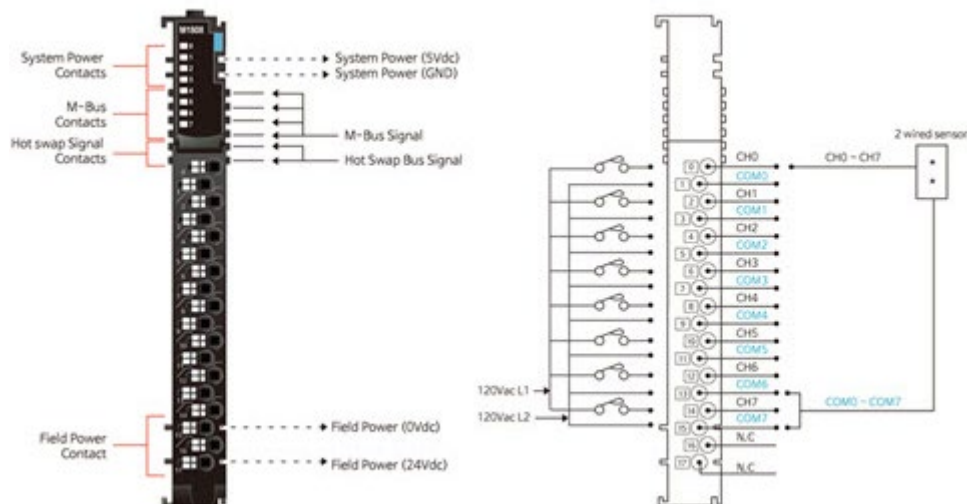 M1808
System Power
Contacts
System Power (5Vdc)
System Power (GND)
M-Bus
Contacts
Hot swap Signal
Contacts
M-Bus Signal
Hot Swap Bus Signal
Field Power
Contact
Field Power (0Vdc)
Field Power (24Vdc)
2 wired sensor
120Vac L1
120Vac L2
0
CH0
CH0 ~ CH7
1
COM0
2
CH1
3
COM1
4
CH2
5
COM2
6
CH3
7
COM3
8
CH4
9
COM4
10
CH5
11
COM5
12
CH6
13
COM6
14
CH7
COM0 ~ COM7
15
COM7
16
N.C
17
N.C